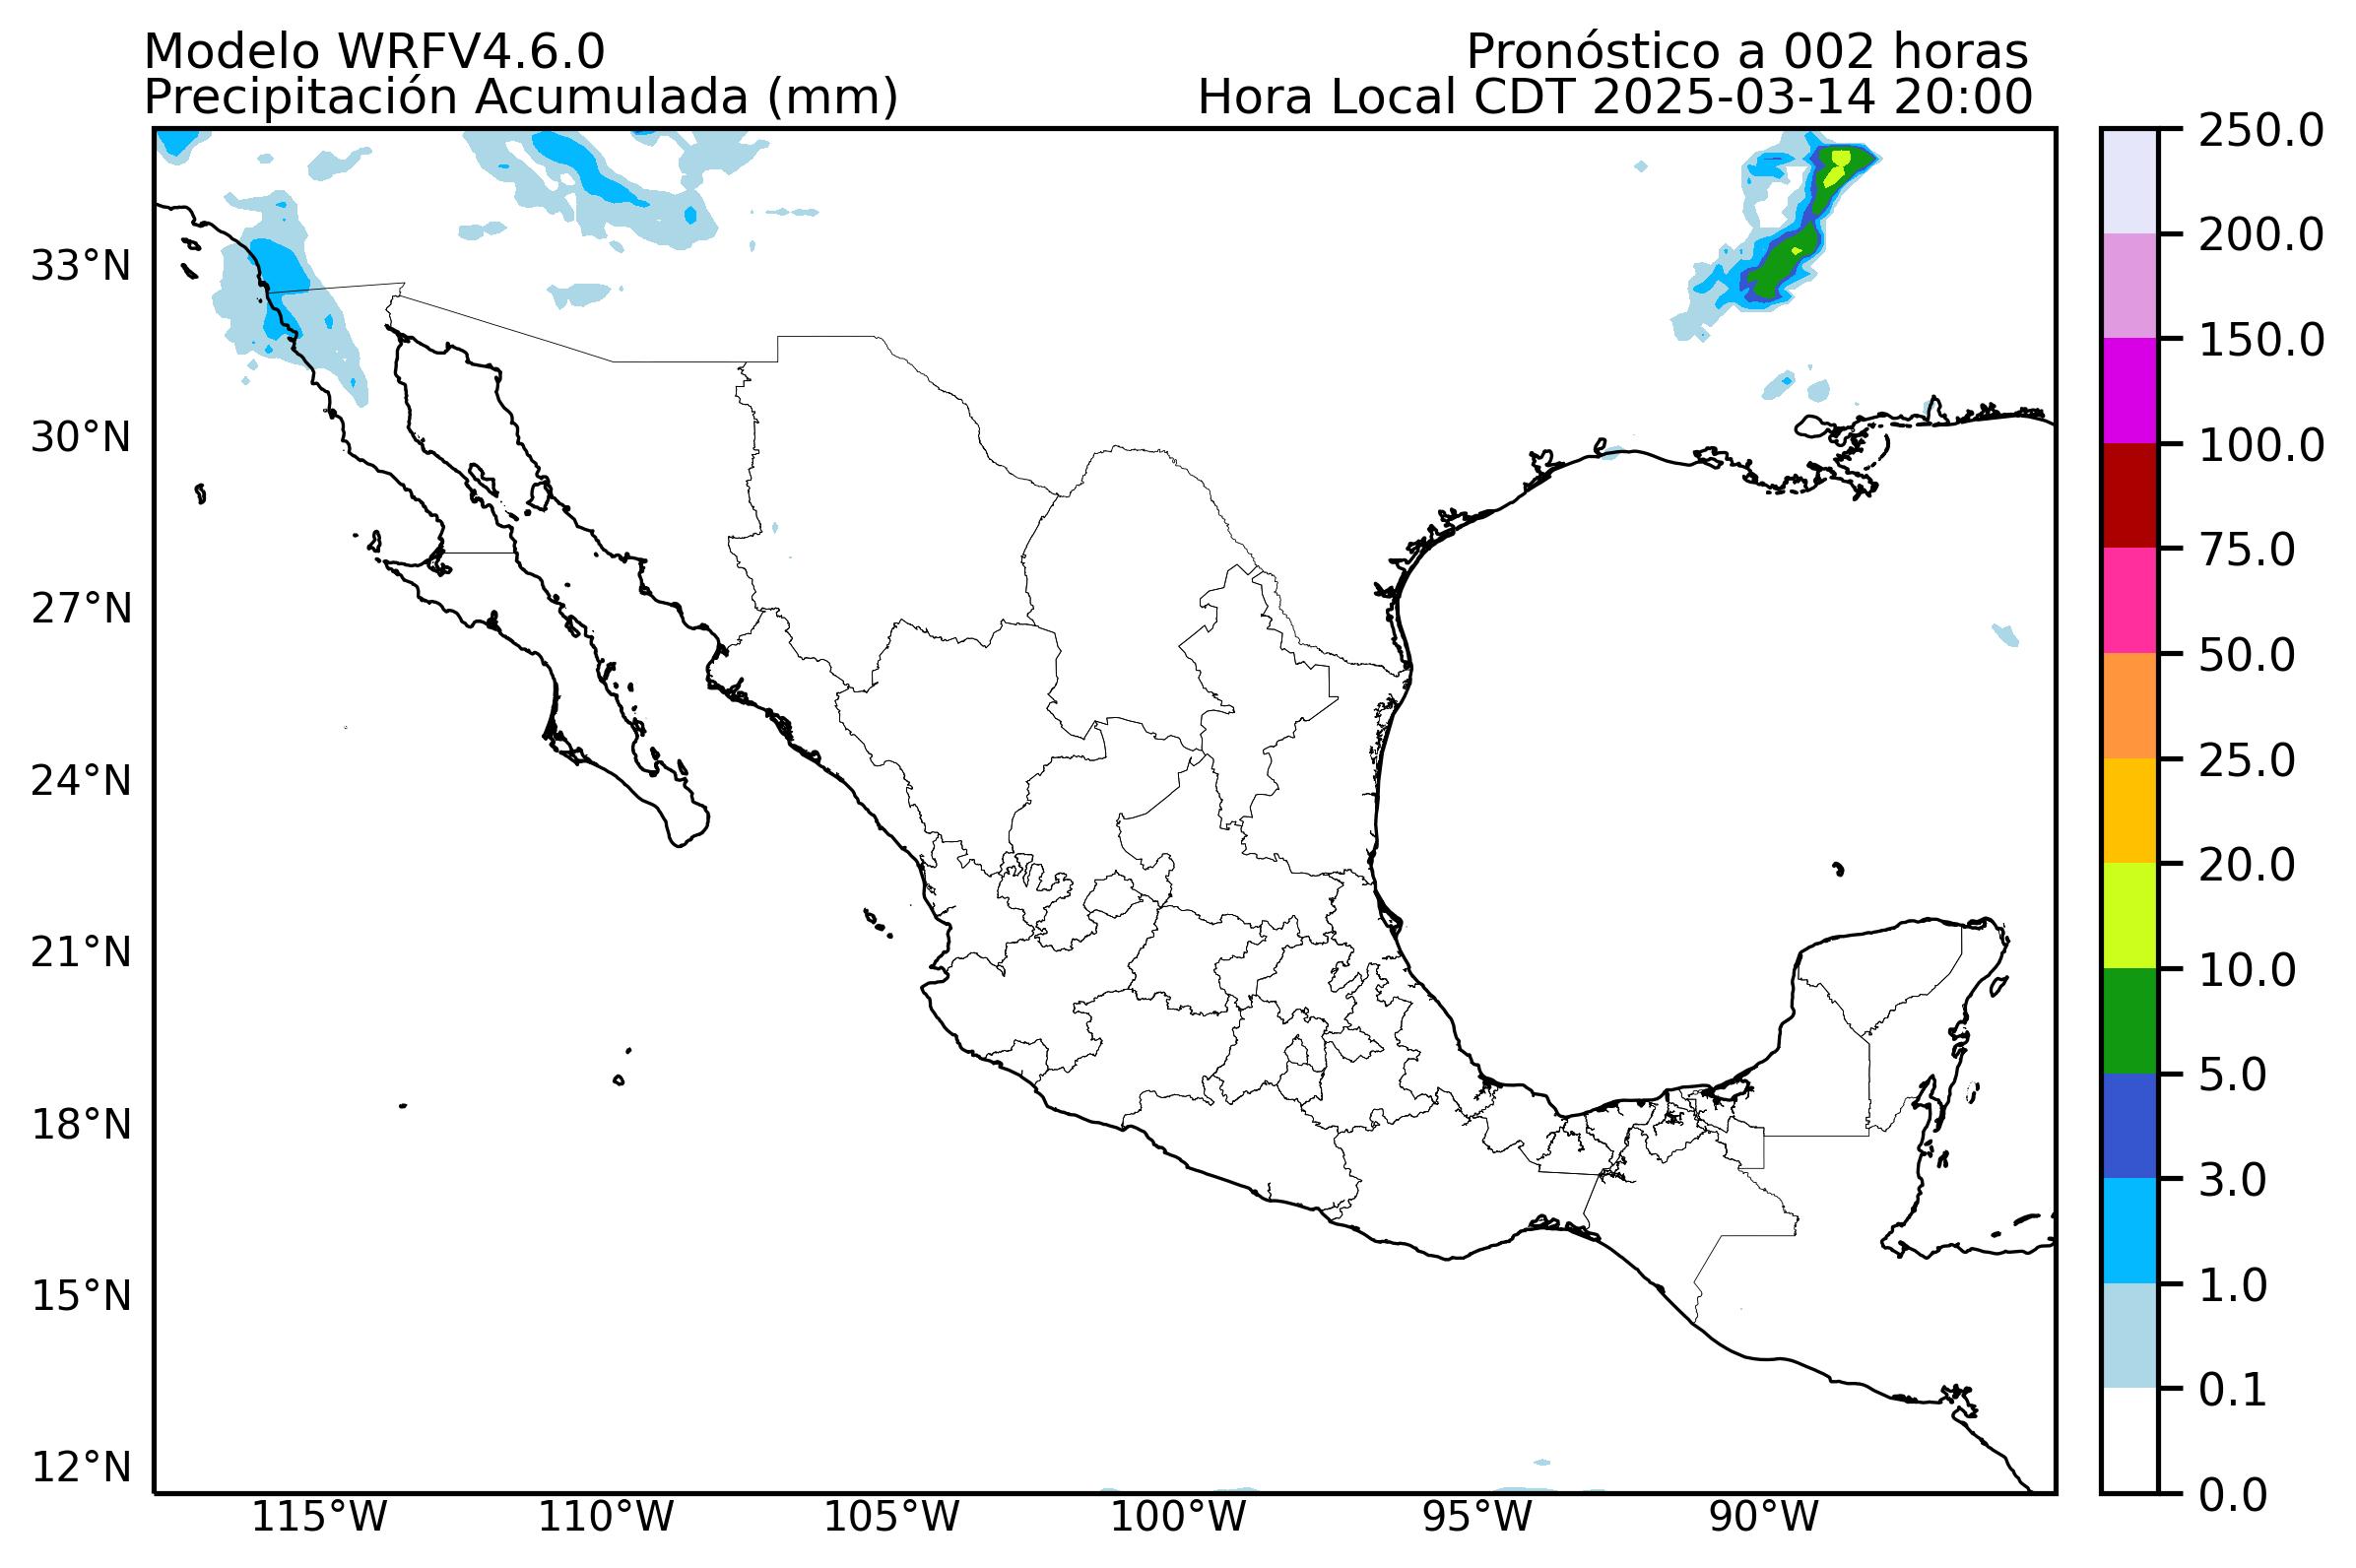 Modelo WRFV4.6.0
Pronóstico a 002 horas
Precipitación Acumulada (mm)
Hora Local CDT 2025-03-14 20:00
33°N
30°N
27°N
24°N
21°N
18°N
15°N
12°N
115°W
110°W
105°W
100°W
95°W
90°W
250.0
200.0
150.0
100.0
75.0
50.0
25.0
20.0
10.0
5.0
3.0
1.0
0.1
0.0